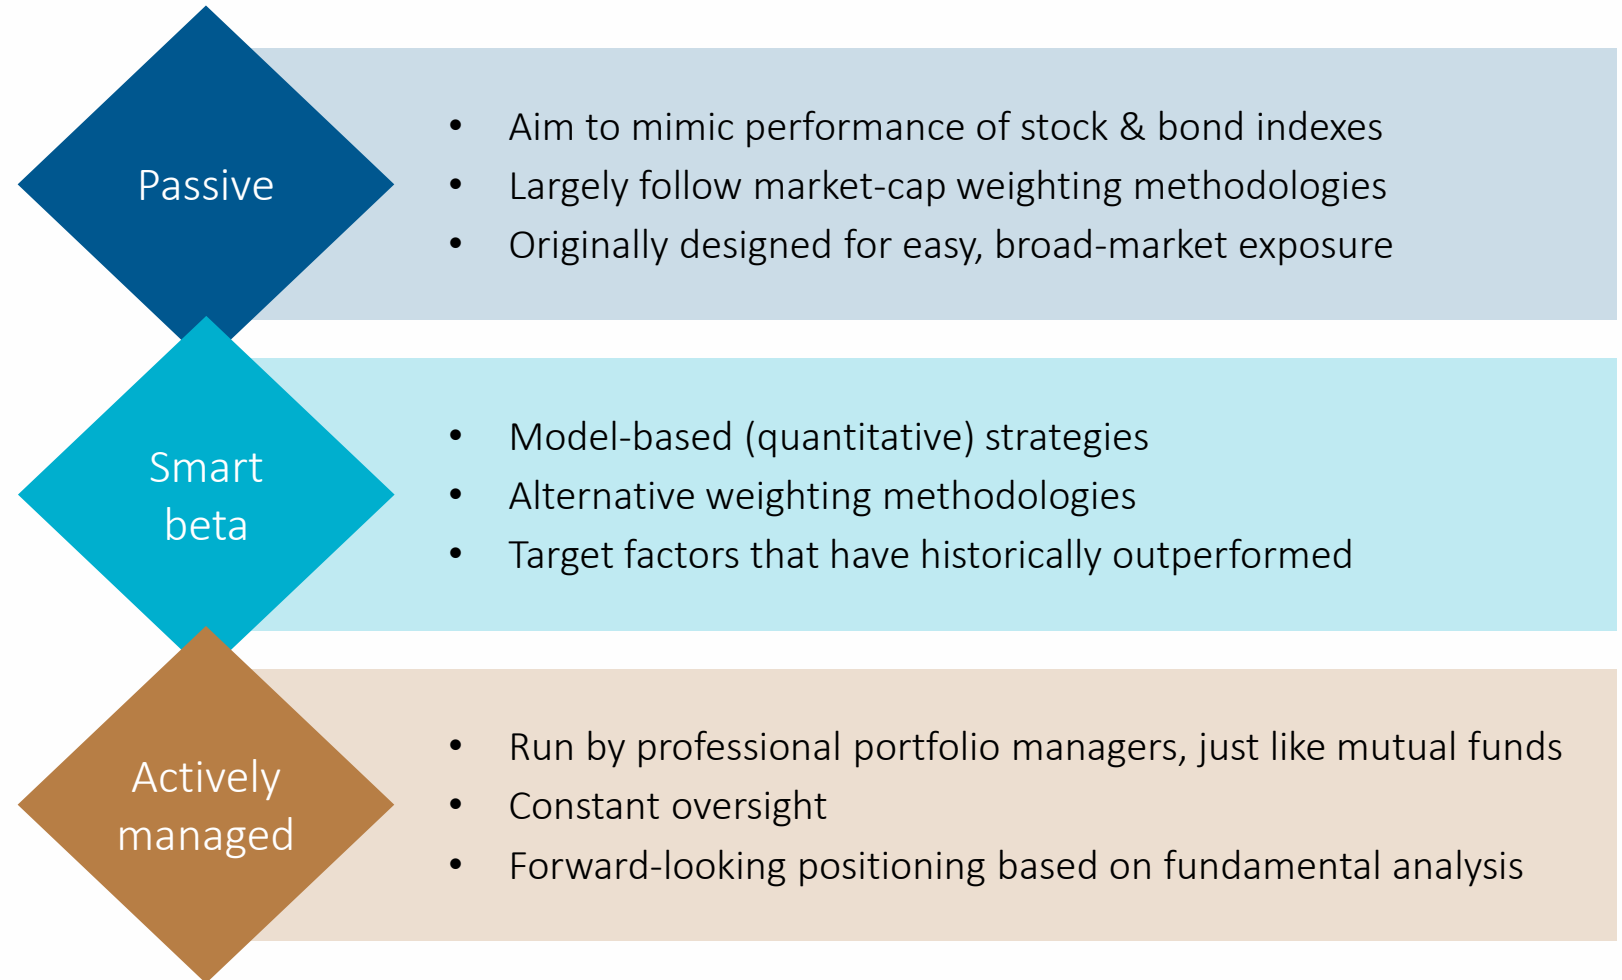 Passive
• Aim to mimic performance of stock & bond indexes
• Largely follow market-cap weighting methodologies
• Originally designed for easy, broad-market exposure
Smart
beta
• Model-based (quantitative) strategies
• Alternative weighting methodologies
• Target factors that have historically outperformed
Actively
managed
• Run by professional portfolio managers, just like mutual funds
• Constant oversight
• Forward-looking positioning based on fundamental analysis